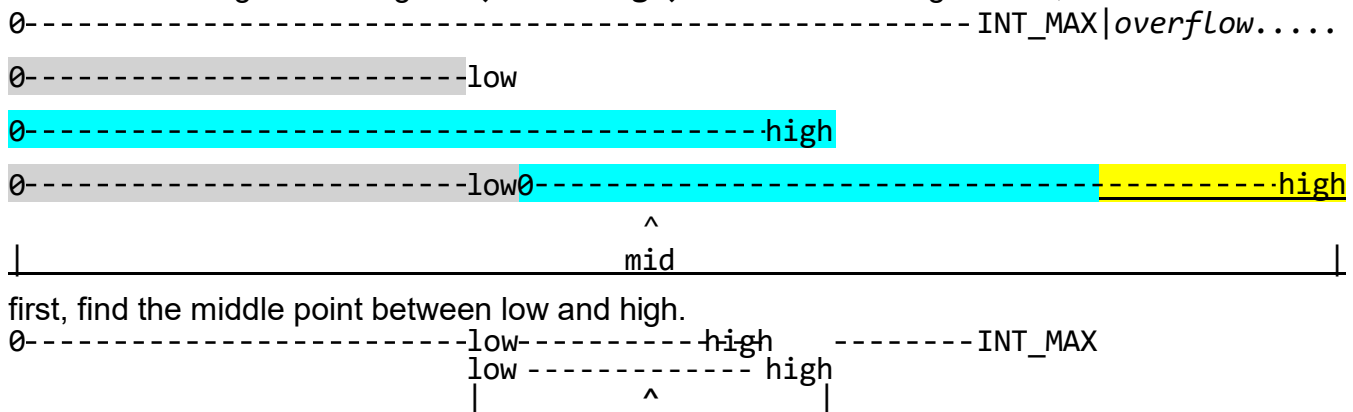 0-----------------------------------------------------INT_MAX|overflow.....
0-------------------------low
0------------------------------------------high
0-------------------------low0------------------------------------------high
^
| mid |
first, find the middle point between low and high.
0-------------------------low-----------high --------INT_MAX
low ------------- high
| ^ |